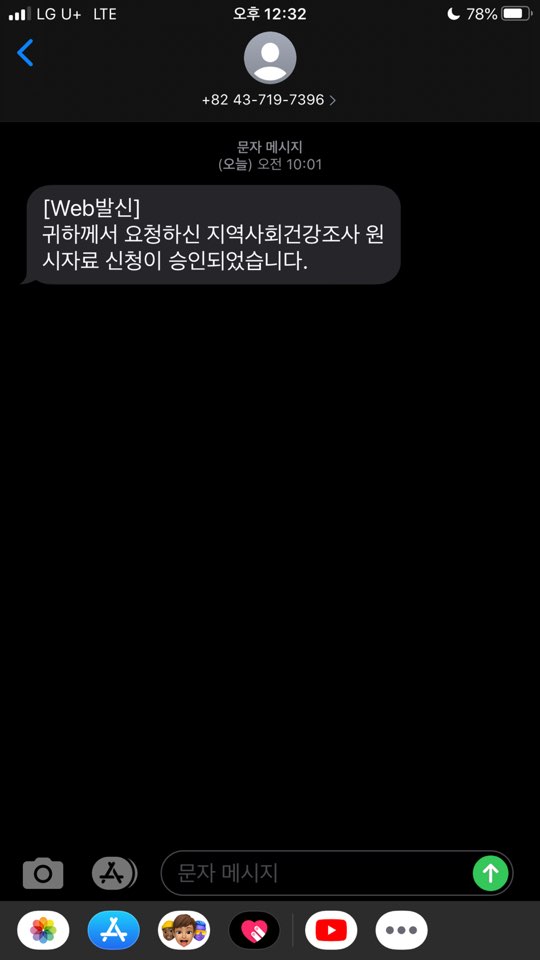 LG U+ LTE 오후 12:32 78%
+82 43-719-7396
문자 메시지
(오늘) 오전 10:01
[Web발신]
귀하께서 요청하신 지역사회건강조사 원
시자료 신청이 승인되었습니다.
문자 메시지